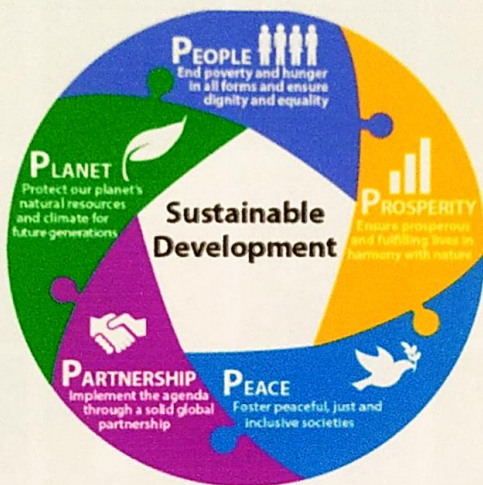 PEOPLE
End poverty and hunger
in all forms and ensure
dignity and equality
PROSPERITY
Ensure prosperous
and fulfilling lives in
harmony with nature
PEACE
Foster peaceful, just and
inclusive societies
PARTNERSHIP
Implement the agenda
through a solid global
partnership
PLANET
Protect our planet's
natural resources
and climate for
future generations
Sustainable
Development